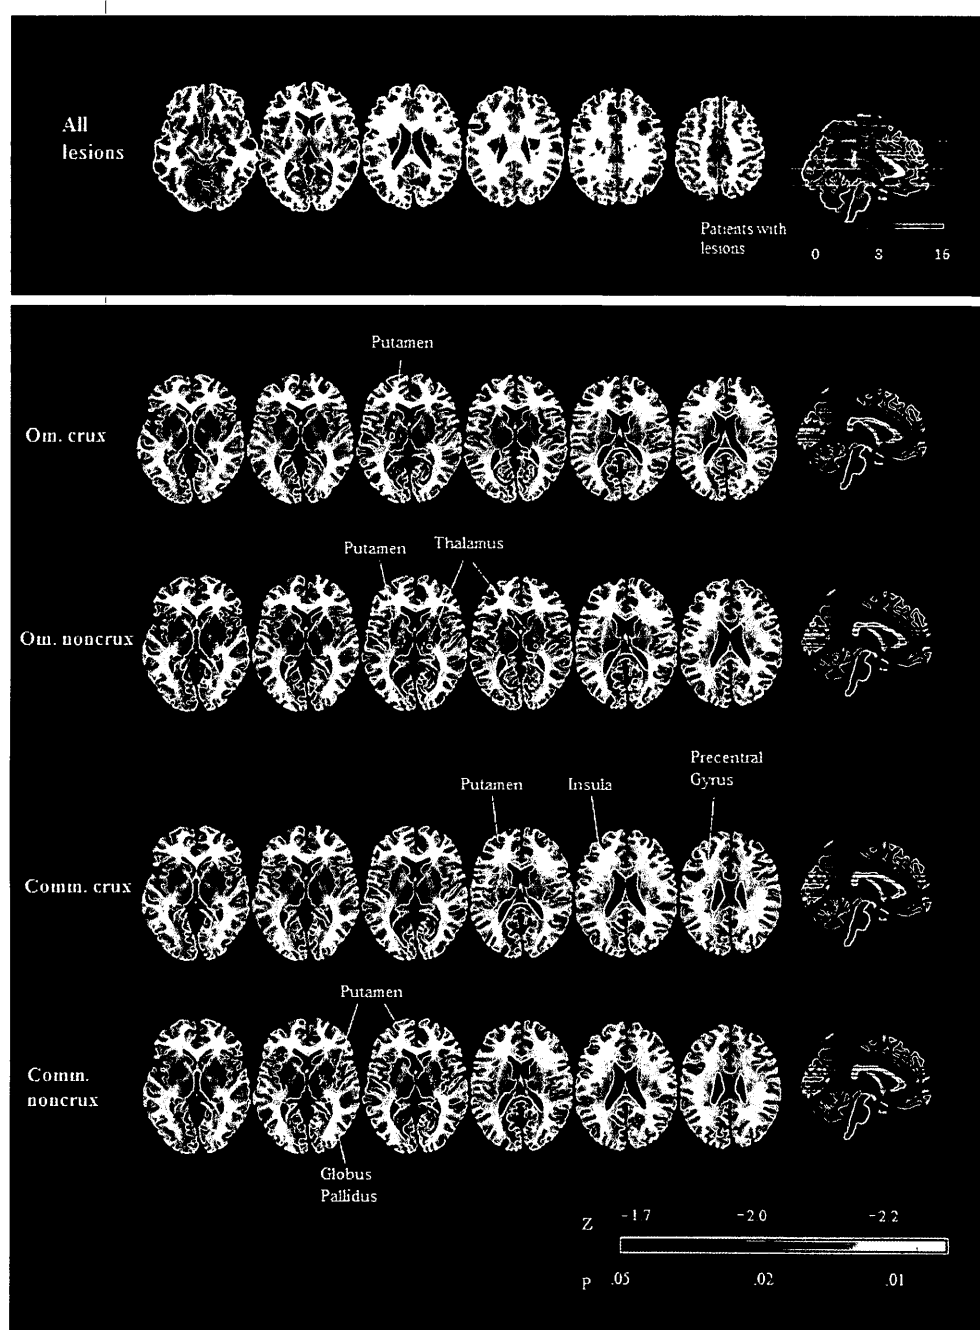 All
lesions
Patients with
lesions
0 8 16
Putamen
Om. crux
Putamen Thalamus
Om. noncrux
Precentral
Gyrus
Putamen Insula
Comm. crux
Putamen
Comm.
noncrux
Globus
Pallidus
Z -1.7 -2.0 -2.2
P .05 .02 .01